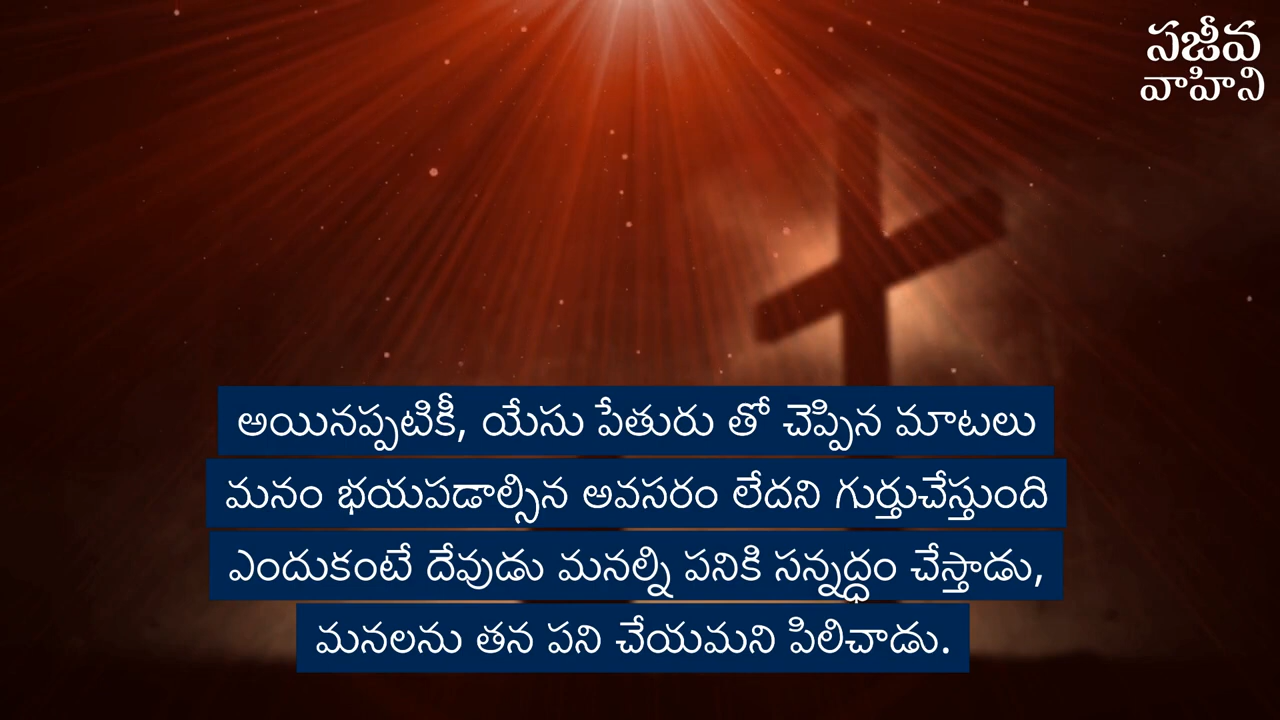 సజీవ
వాహిని
అయినప్పటికీ, యేసు పేతురు తో చెప్పిన మాటలు
మనం భయపడాల్సిన అవసరం లేదని గుర్తుచేస్తుంది
ఎందుకంటే దేవుడు మనల్ని పనికి సన్నద్ధం చేస్తాడు,
మనలను తన పని చేయమని పిలిచాడు.